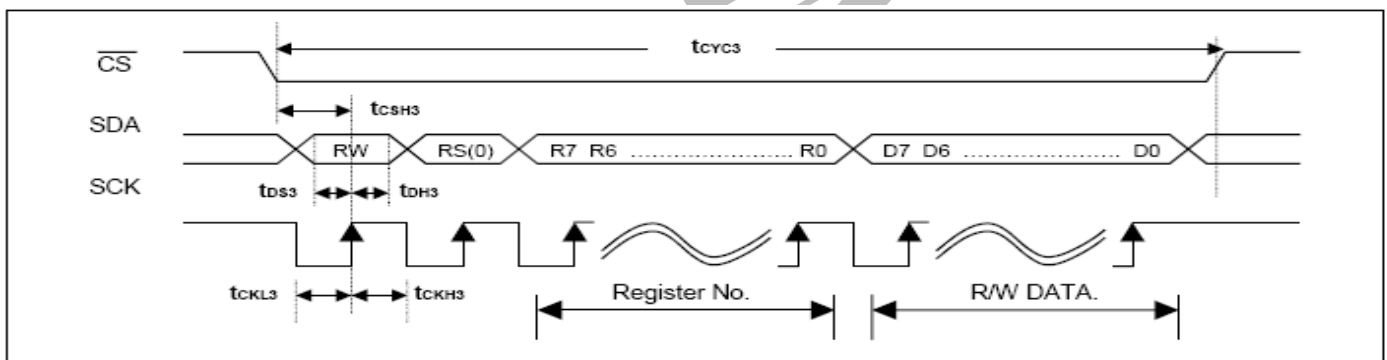 CS
tCYC3
tCSH3
SDA
RW RS(0) R7 R6 ........................ R0 D7 D6 ........................ D0
SCK
tDS3 tDH3
tCKL3 tCKH3
Register No. R/W DATA.